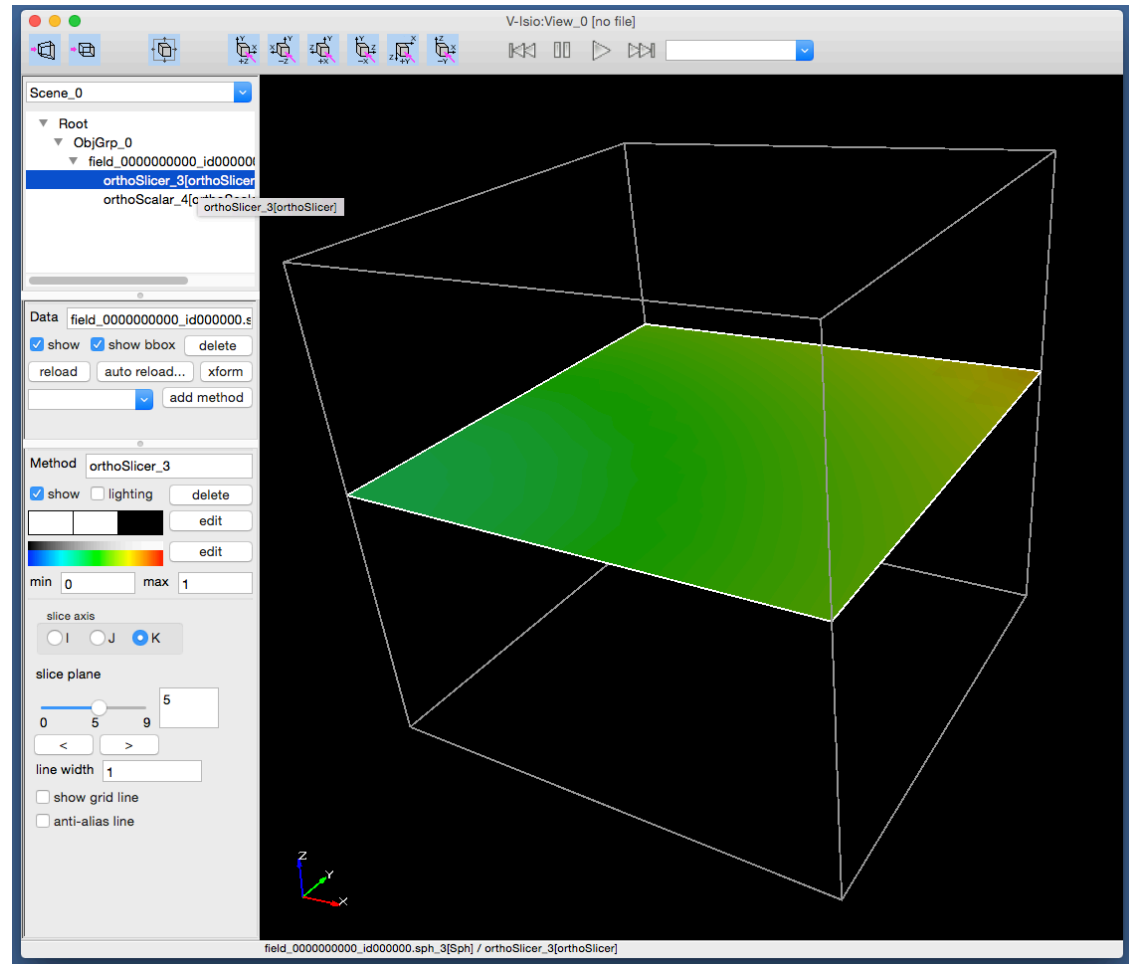 V-Isio:View_0 [no file]
Y X +Z
Y X -Z
Y Z +X
Y Z -X
X Z +Y
Z X -Y
Scene_0
Root
ObjGrp_0
field_0000000000_id000000
orthoSlicer_3[orthoSlicer
orthoScalar_4[orthoScala
orthoSlicer_3[orthoSlicer]
Data field_0000000000_id000000.s
show show bbox delete
reload auto reload... xform
add method
Method orthoSlicer_3
show lighting delete
edit
edit
min 0 max 1
slice axis
I J K
slice plane
5
0 5 9
< >
line width 1
show grid line
anti-alias line
Z
Y
X
field_0000000000_id000000.sph_3[Sph] / orthoSlicer_3[orthoSlicer]